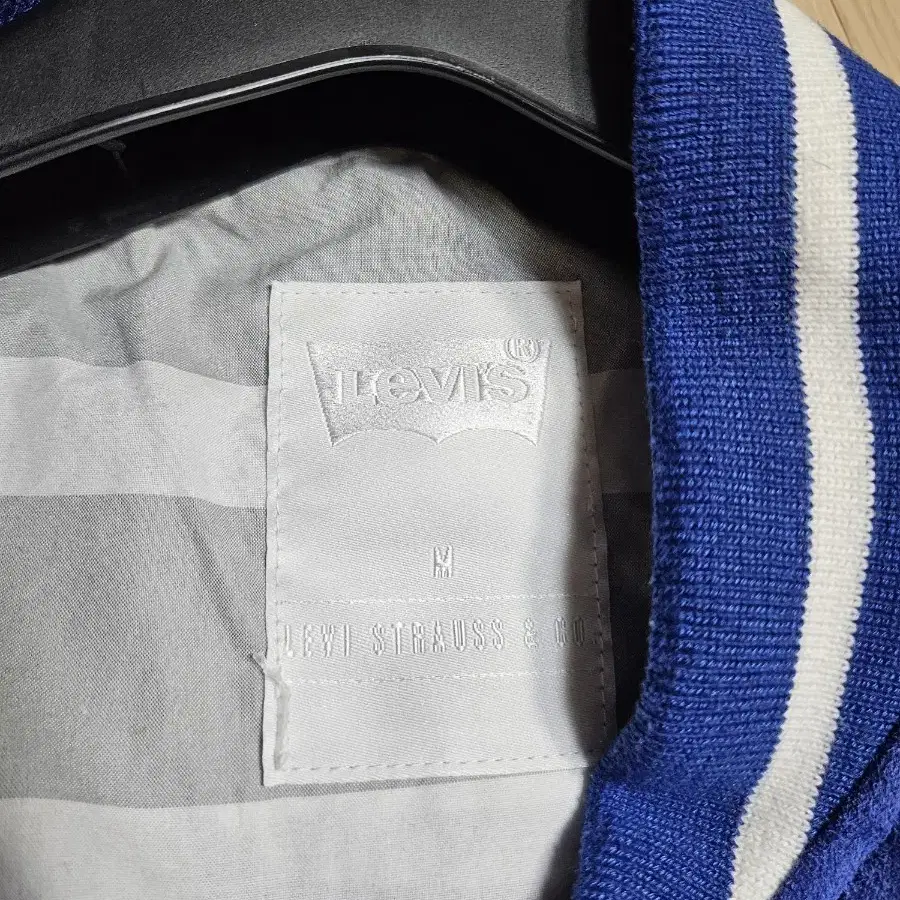 Levi's
(R)
M
LEVI STRAUSS & CO